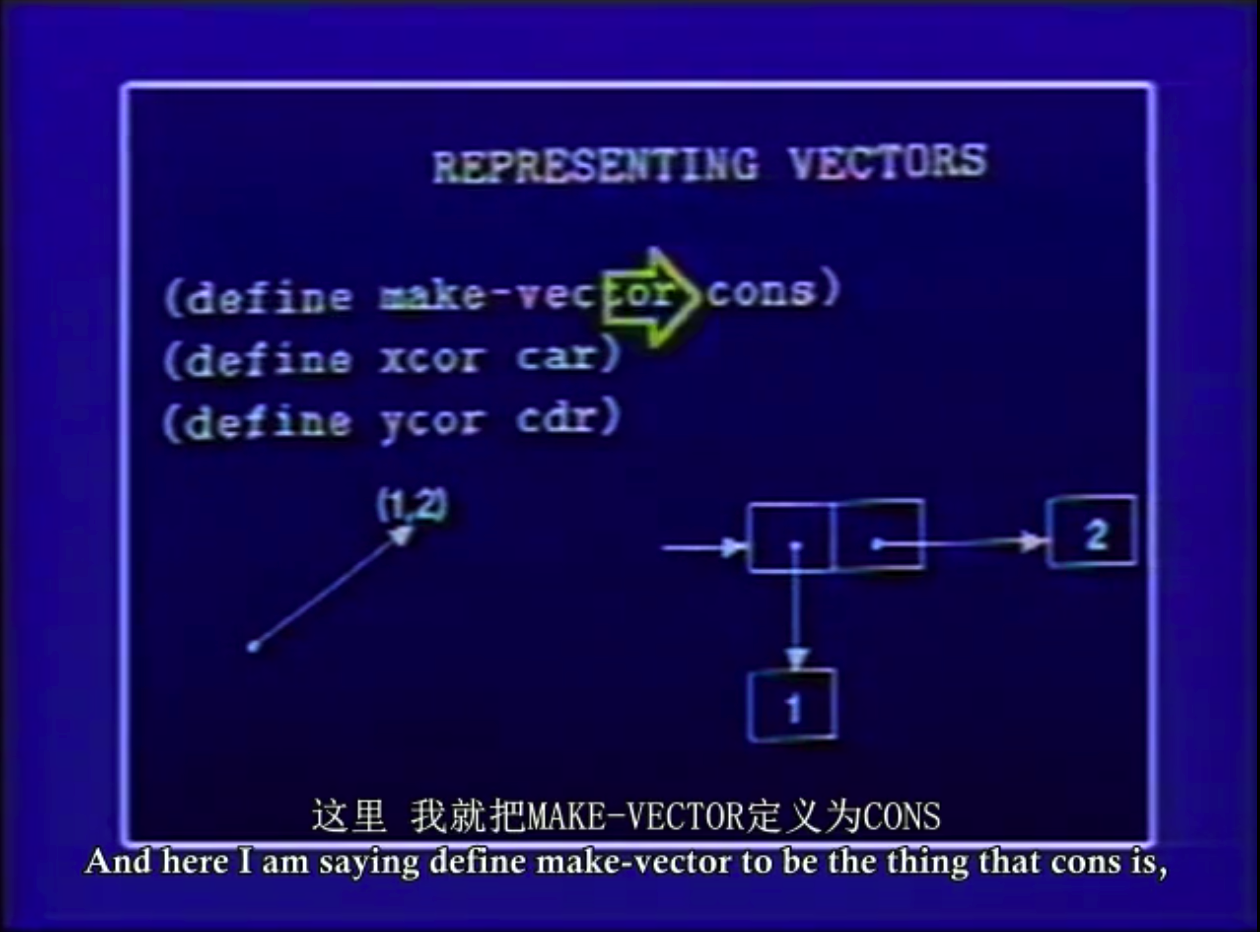 REPRESENTING VECTORS
(define make-vector cons)
(define xcor car)
(define ycor cdr)
(1,2)
2
1
这里 我就把MAKE-VECTOR定义为CONS
And here I am saying define make-vector to be the thing that cons is,